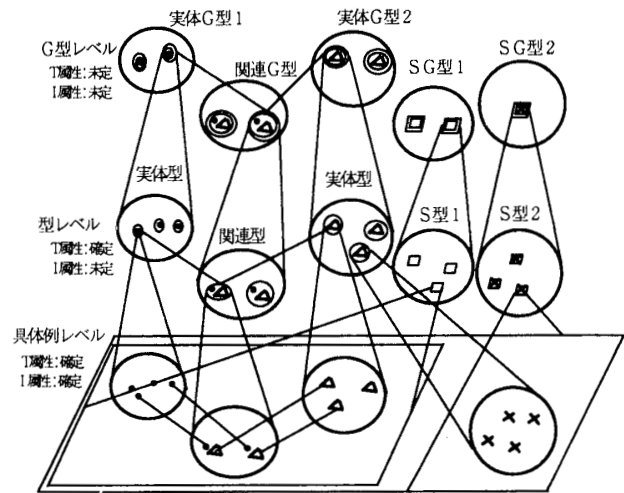 実体G型1
実体G型2
G型レベル
T属性:未定
I属性:未定
関連G型
SG型1
SG型2
実体型
実体型
型レベル
T属性:確定
I属性:未定
関連型
S型1
S型2
具体例レベル
T属性:確定
I属性:確定